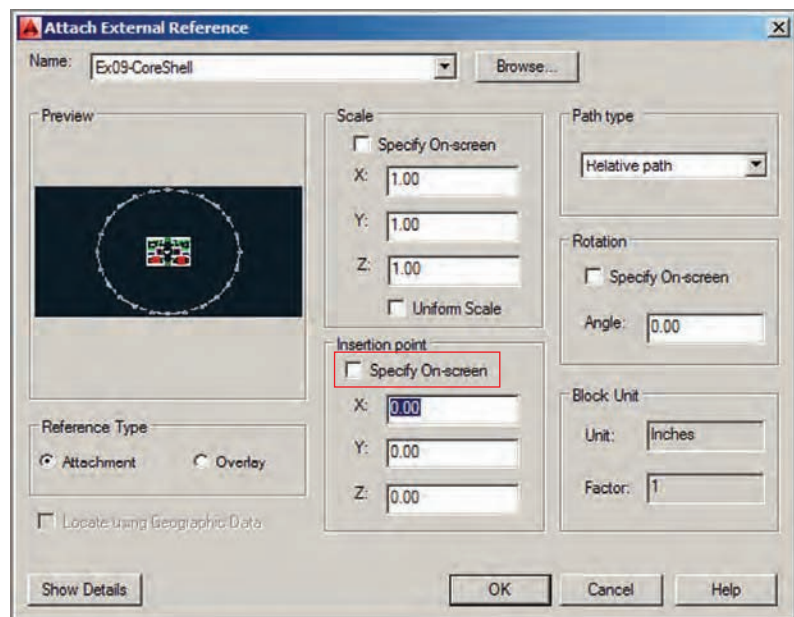 Attach External Reference
Name: Ex09-CoreShell Browse...
Preview
Scale
Specify On-screen
X: 1.00
Y: 1.00
Z: 1.00
Uniform Scale
Path type
Relative path
Rotation
Specify On-screen
Angle: 0.00
Insertion point
Specify On-screen
X: 0.00
Y: 0.00
Z: 0.00
Block Unit
Unit: Inches
Factor: 1
Reference Type
Attachment Overlay
Locate using Geographic Data
Show Details OK Cancel Help